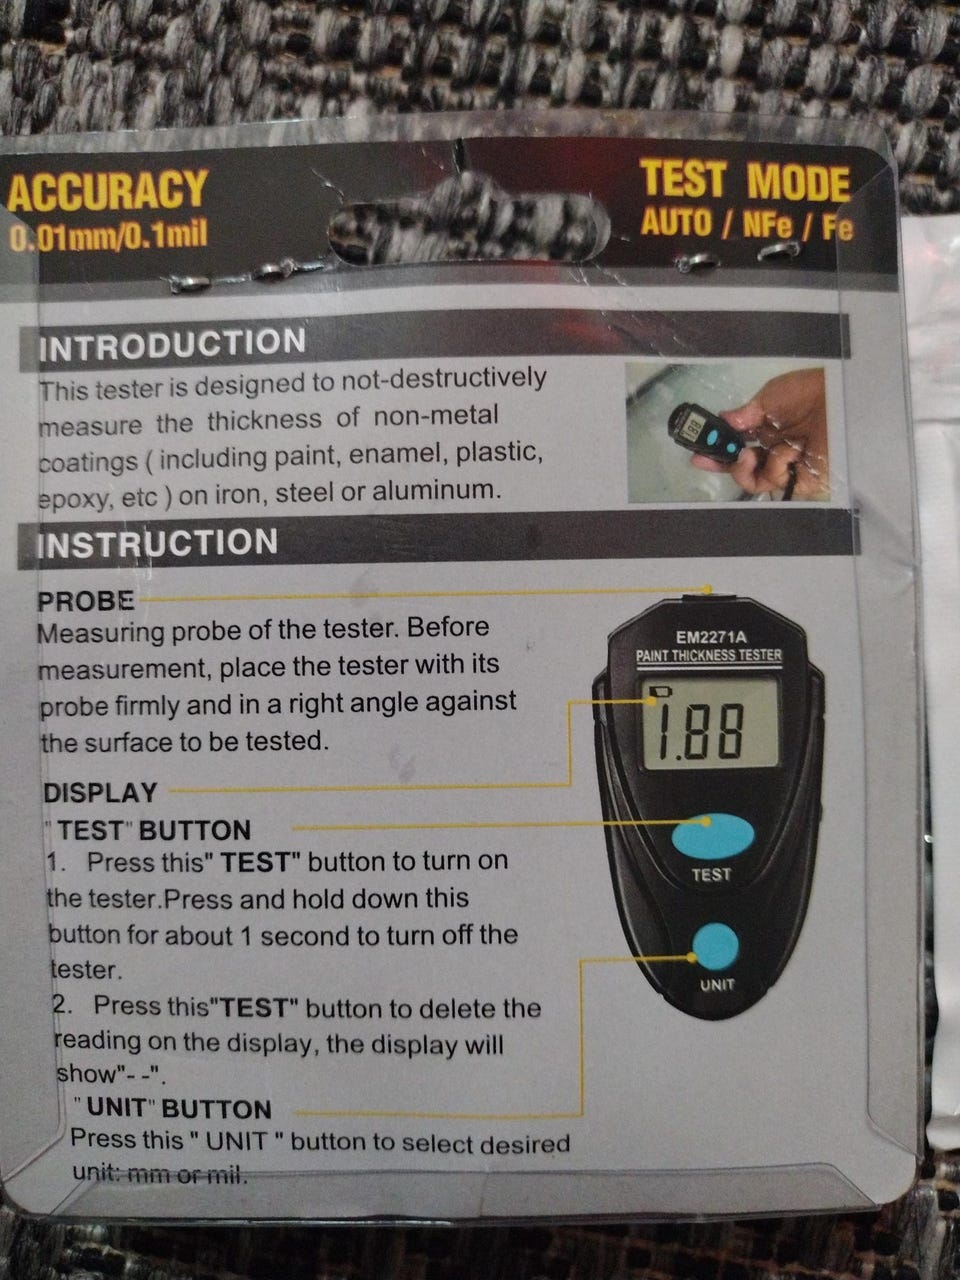 ACCURACY
0.01mm/0.1mil
TEST MODE
AUTO / NFe / Fe
INTRODUCTION
This tester is designed to not-destructively
measure the thickness of non-metal
coatings ( including paint, enamel, plastic,
epoxy, etc ) on iron, steel or aluminum.
1.88
INSTRUCTION
PROBE
Measuring probe of the tester. Before
measurement, place the tester with its
probe firmly and in a right angle against
the surface to be tested.
DISPLAY
"TEST" BUTTON
1. Press this" TEST" button to turn on
the tester.Press and hold down this
button for about 1 second to turn off the
tester.
2. Press this"TEST" button to delete the
reading on the display, the display will
show"- -".
"UNIT" BUTTON
Press this " UNIT " button to select desired
unit: mm or mil.
EM2271A
PAINT THICKNESS TESTER
1.88
TEST
UNIT